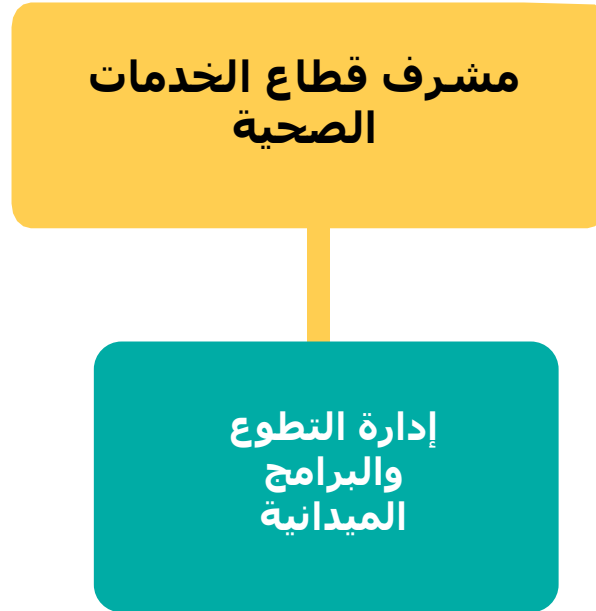 مشرف قطاع الخدمات
الصحية
إدارة التطوع
والبرامج
الميدانية